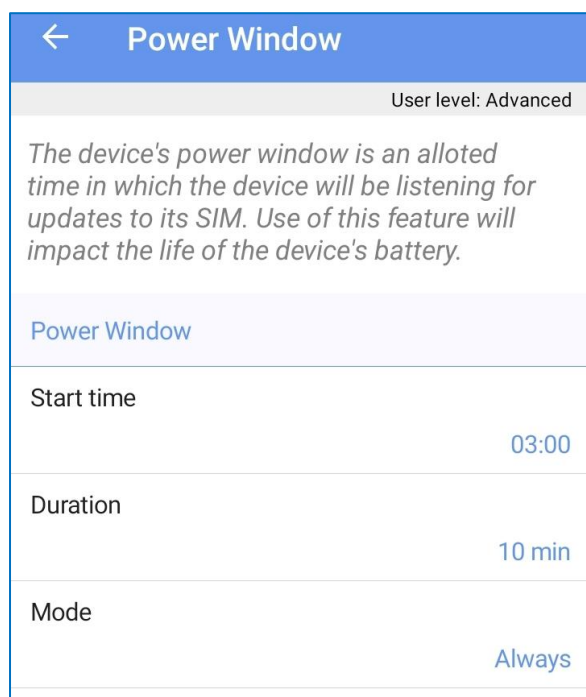 Power Window
User level: Advanced
The device's power window is an alloted
time in which the device will be listening for
updates to its SIM. Use of this feature will
impact the life of the device's battery.
Power Window
Start time
03:00
Duration
10 min
Mode
Always